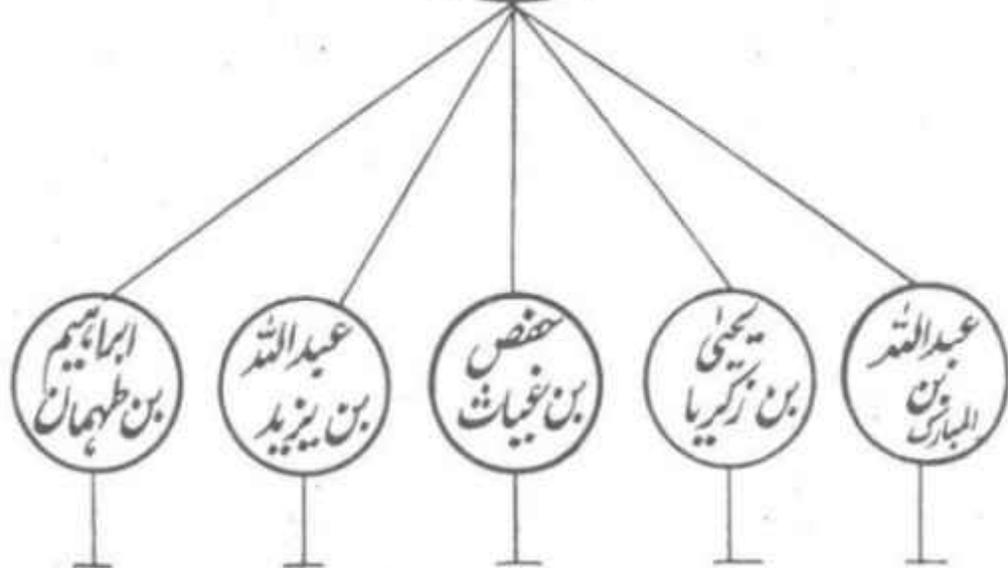 عبداللہ
بن
المبارک
یحییٰ
بن زکریا
حفص
بن غیاث
عبداللہ
بن یزید
ابراہیم
بن طہمان